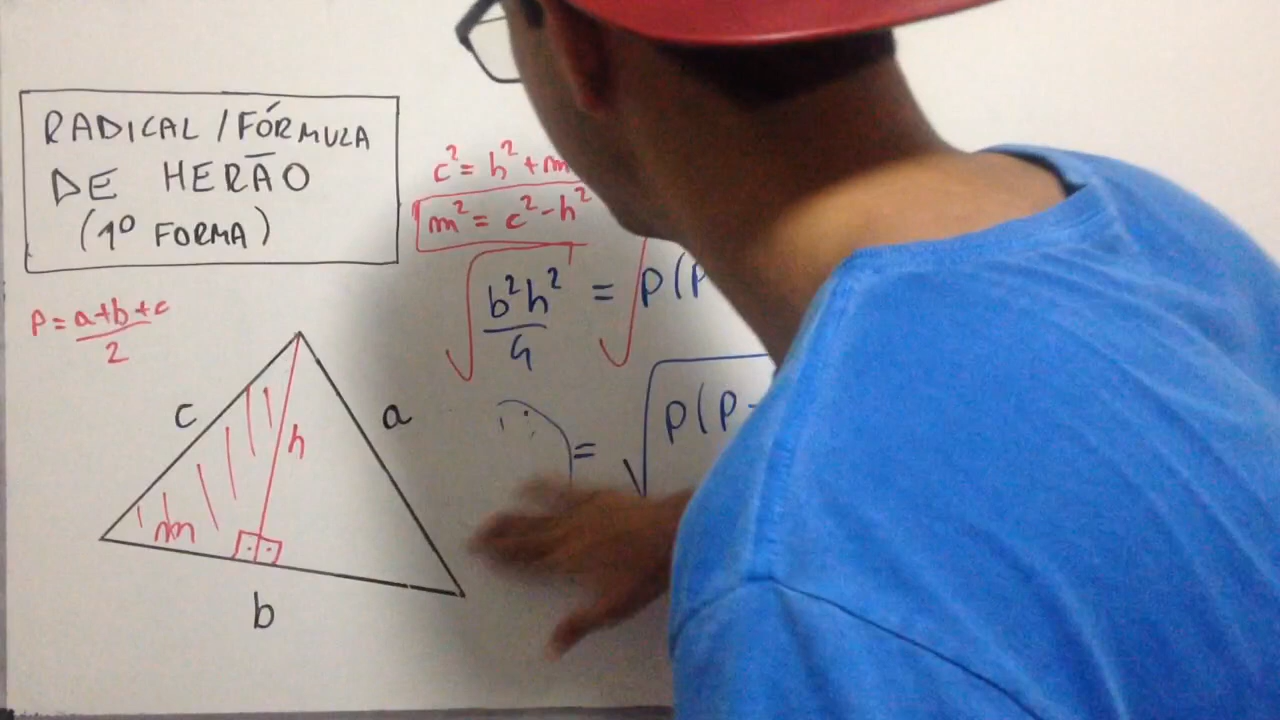 RADICAL / FÓRMULA
DE HERÃO
(1º FORMA)
c² = h² + m
m² = c² - h²
P = a+b+c
2
√ b²h² = √ P(P
4
= √ P(P-
c
h
a
m
b